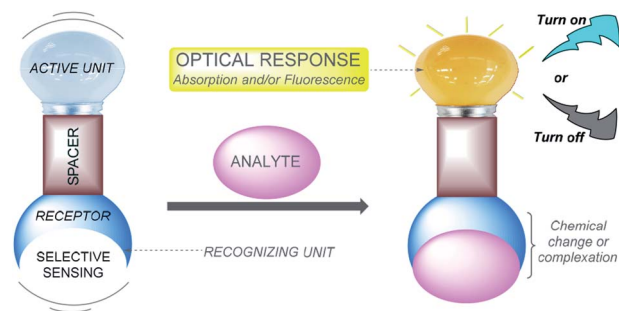 ACTIVE UNIT
SPACER
RECEPTOR
SELECTIVE
SENSING
OPTICAL RESPONSE
Absorption and/or Fluorescence
ANALYTE
RECOGNIZING UNIT
Turn on
or
Turn off
Chemical
change or
complexation